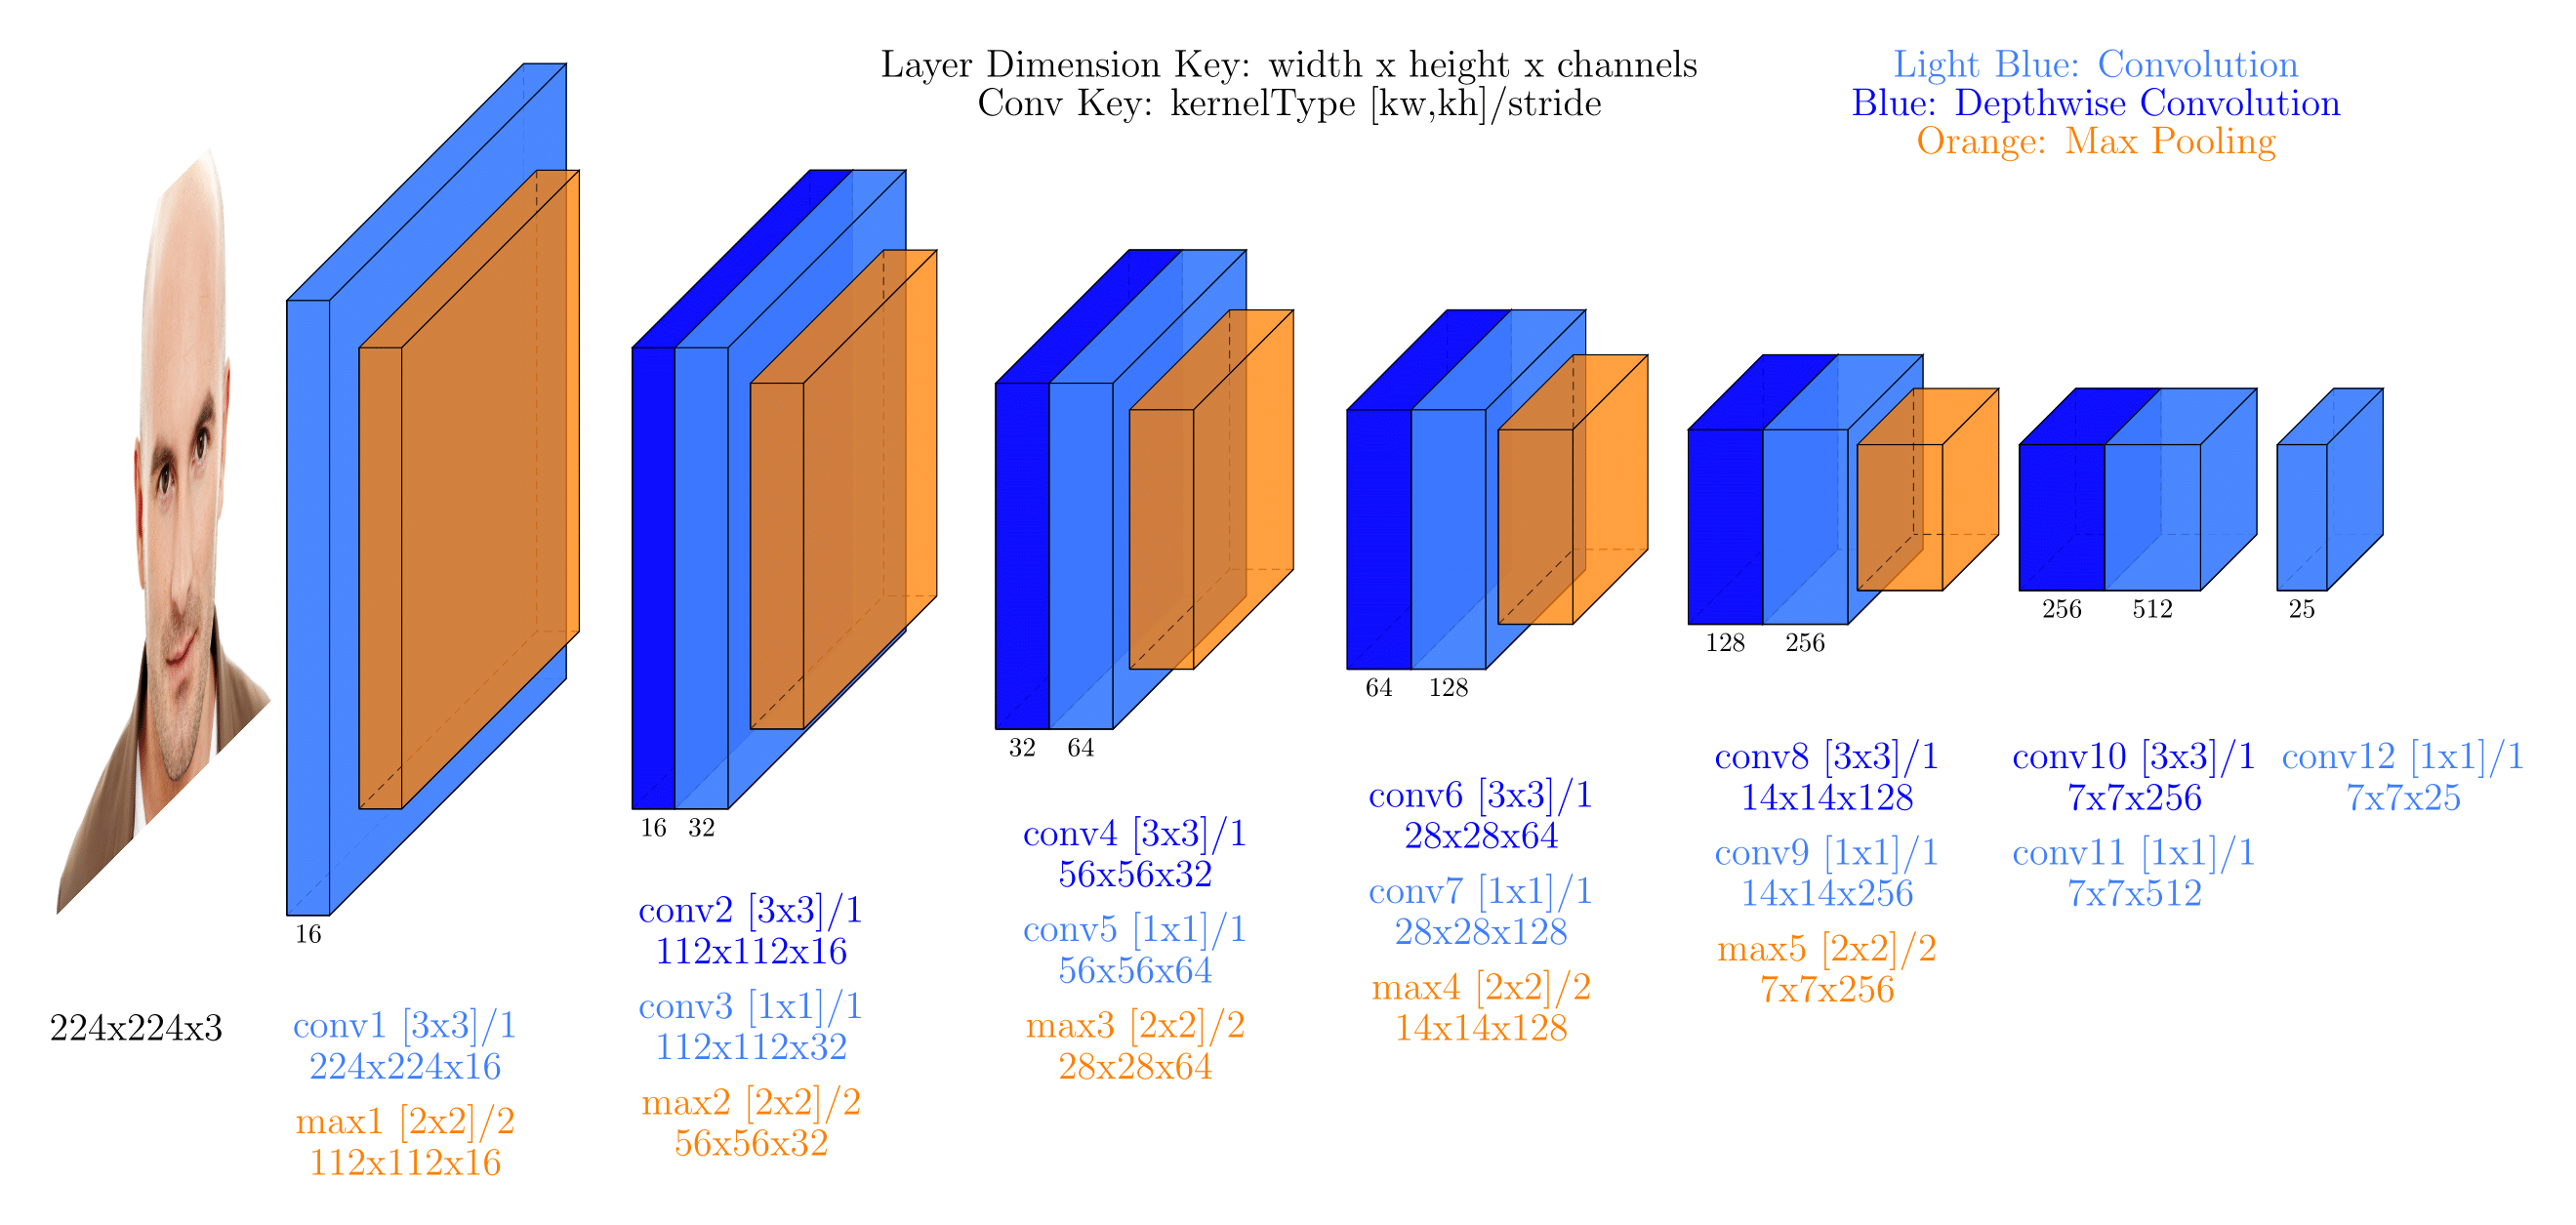 Layer Dimension Key: width x height x channels
Conv Key: kernelType [kw,kh]/stride
Light Blue: Convolution
Blue: Depthwise Convolution
Orange: Max Pooling
224x224x3
16
conv1 [3x3]/1
224x224x16
max1 [2x2]/2
112x112x16
16 32
conv2 [3x3]/1
112x112x16
conv3 [1x1]/1
112x112x32
max2 [2x2]/2
56x56x32
32 64
conv4 [3x3]/1
56x56x32
conv5 [1x1]/1
56x56x64
max3 [2x2]/2
28x28x64
64 128
conv6 [3x3]/1
28x28x64
conv7 [1x1]/1
28x28x128
max4 [2x2]/2
14x14x128
128 256
conv8 [3x3]/1
14x14x128
conv9 [1x1]/1
14x14x256
max5 [2x2]/2
7x7x256
256 512
conv10 [3x3]/1
7x7x256
conv11 [1x1]/1
7x7x512
25
conv12 [1x1]/1
7x7x25